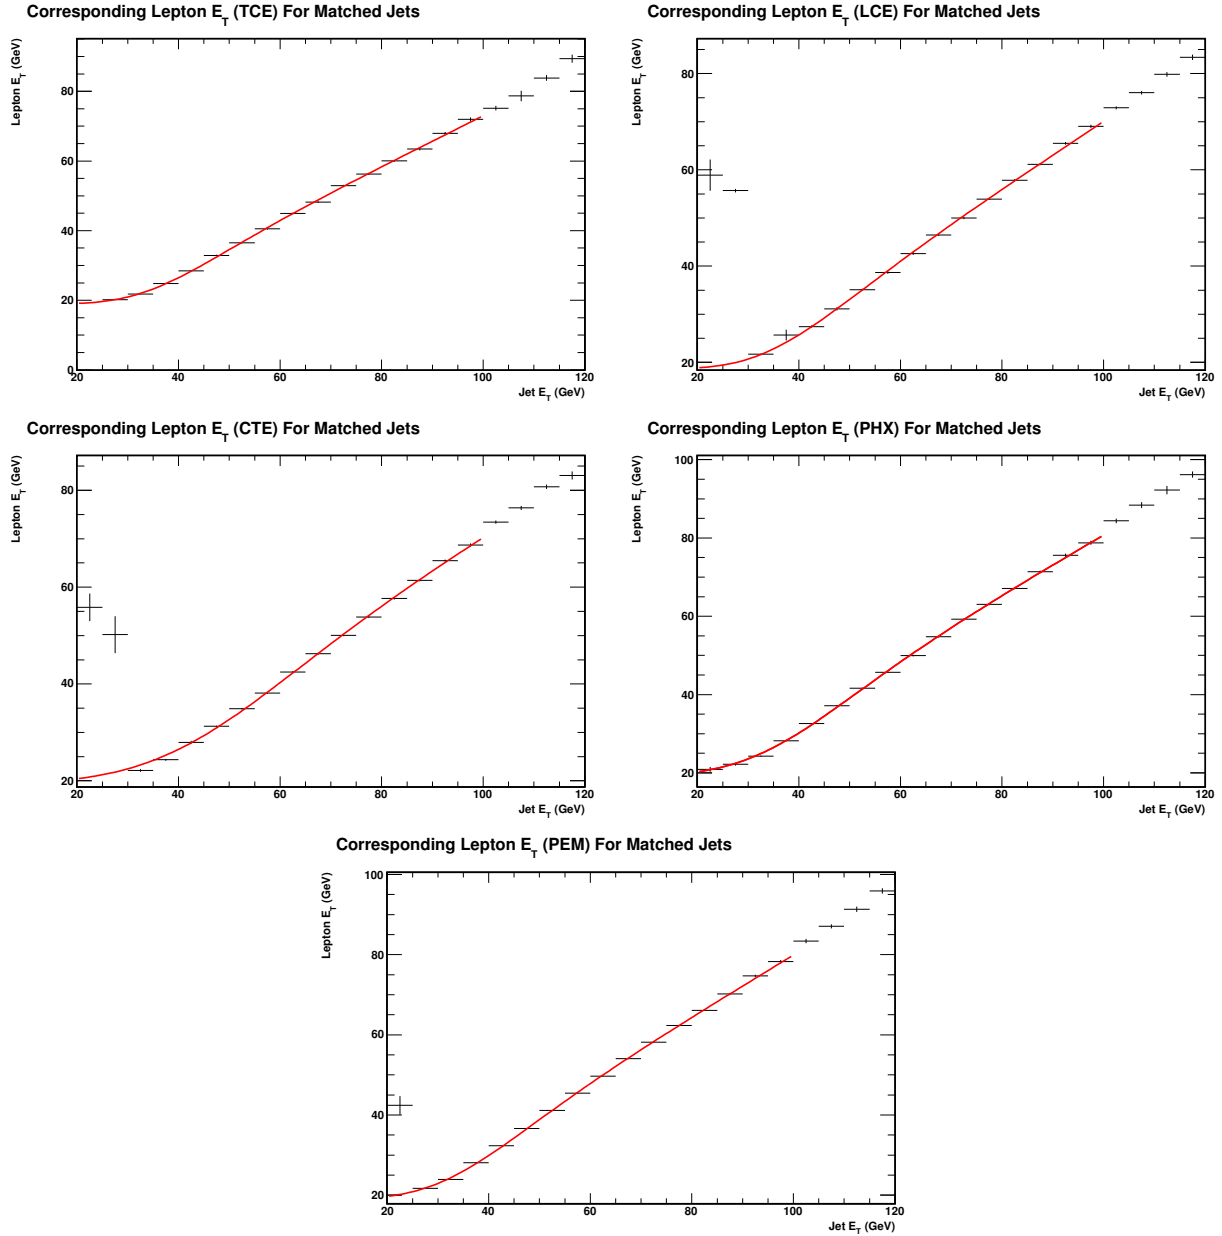 Corresponding Lepton E_T (TCE) For Matched Jets
Lepton E_T (GeV)
80
60
40
20
0
20 40 60 80 100 120
Jet E_T (GeV)
Corresponding Lepton E_T (LCE) For Matched Jets
Lepton E_T (GeV)
80
60
40
20
20 40 60 80 100 120
Jet E_T (GeV)
Corresponding Lepton E_T (CTE) For Matched Jets
Lepton E_T (GeV)
80
60
40
20
20 40 60 80 100 120
Jet E_T (GeV)
Corresponding Lepton E_T (PHX) For Matched Jets
Lepton E_T (GeV)
100
80
60
40
20
20 40 60 80 100 120
Jet E_T (GeV)
Corresponding Lepton E_T (PEM) For Matched Jets
Lepton E_T (GeV)
100
80
60
40
20
20 40 60 80 100 120
Jet E_T (GeV)